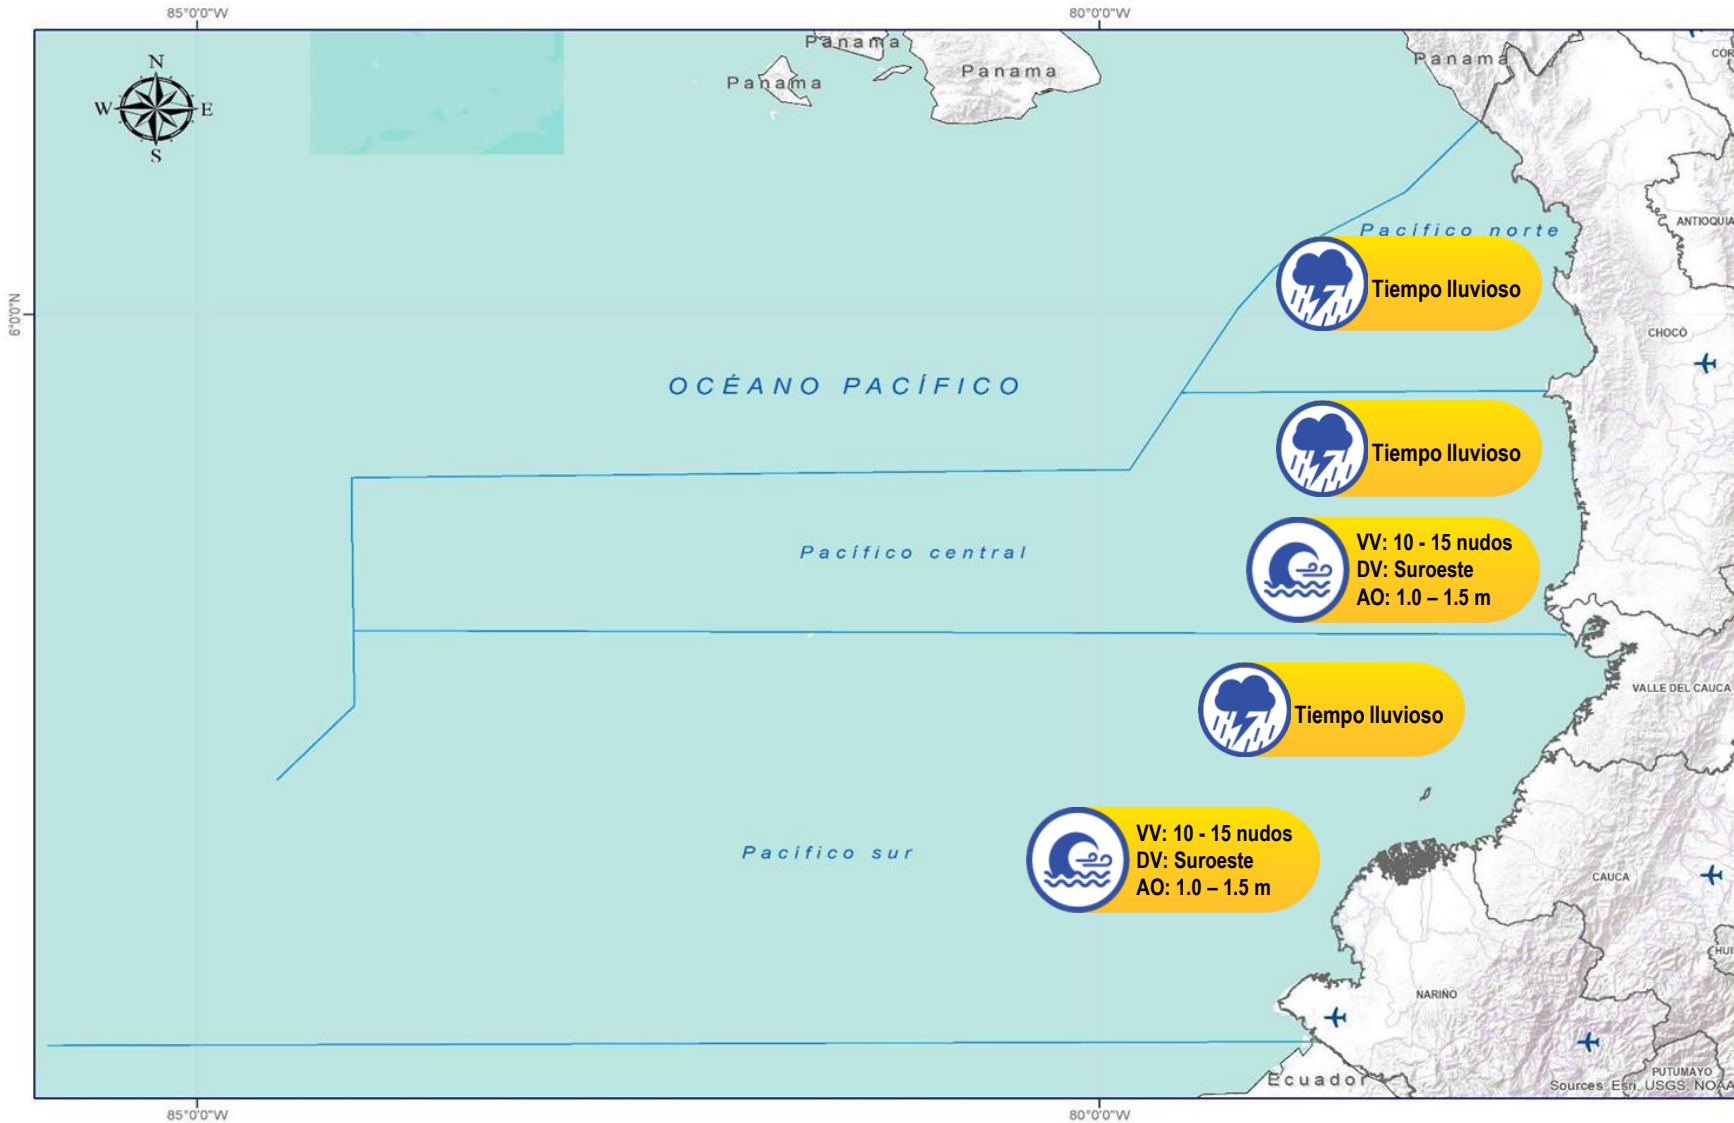 85°0'0"W
80°0'0"W
N
W
E
S
Panama
Panama
Panama
Panama
ANTIOQUIA
Pacífico norte
Tiempo lluvioso
6°0'0"N
CHOCÓ
OCÉANO PACÍFICO
Tiempo lluvioso
Pacífico central
VV: 10 - 15 nudos
DV: Suroeste
AO: 1.0 – 1.5 m
VALLE DEL CAUCA
Tiempo lluvioso
Pacífico sur
VV: 10 - 15 nudos
DV: Suroeste
AO: 1.0 – 1.5 m
CAUCA
HUI
NARIÑO
PUTUMAYO
Ecuador
Sources: Esri, USGS, NOAA
85°0'0"W
80°0'0"W